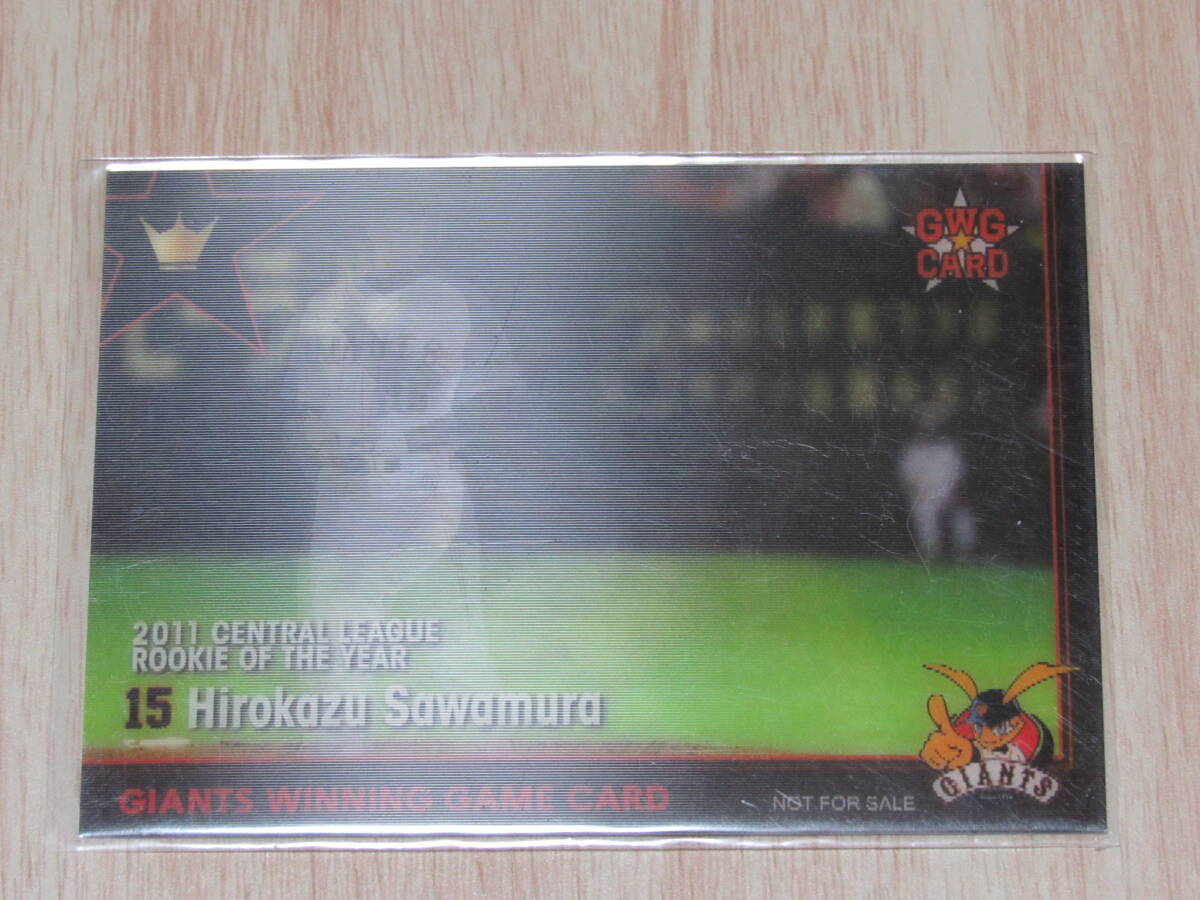 GWG
CARD
2011 CENTRAL LEAGUE
ROOKIE OF THE YEAR
15 Hirokazu Sawamura
GIANTS WINNING GAME CARD
NOT FOR SALE
GIANTS